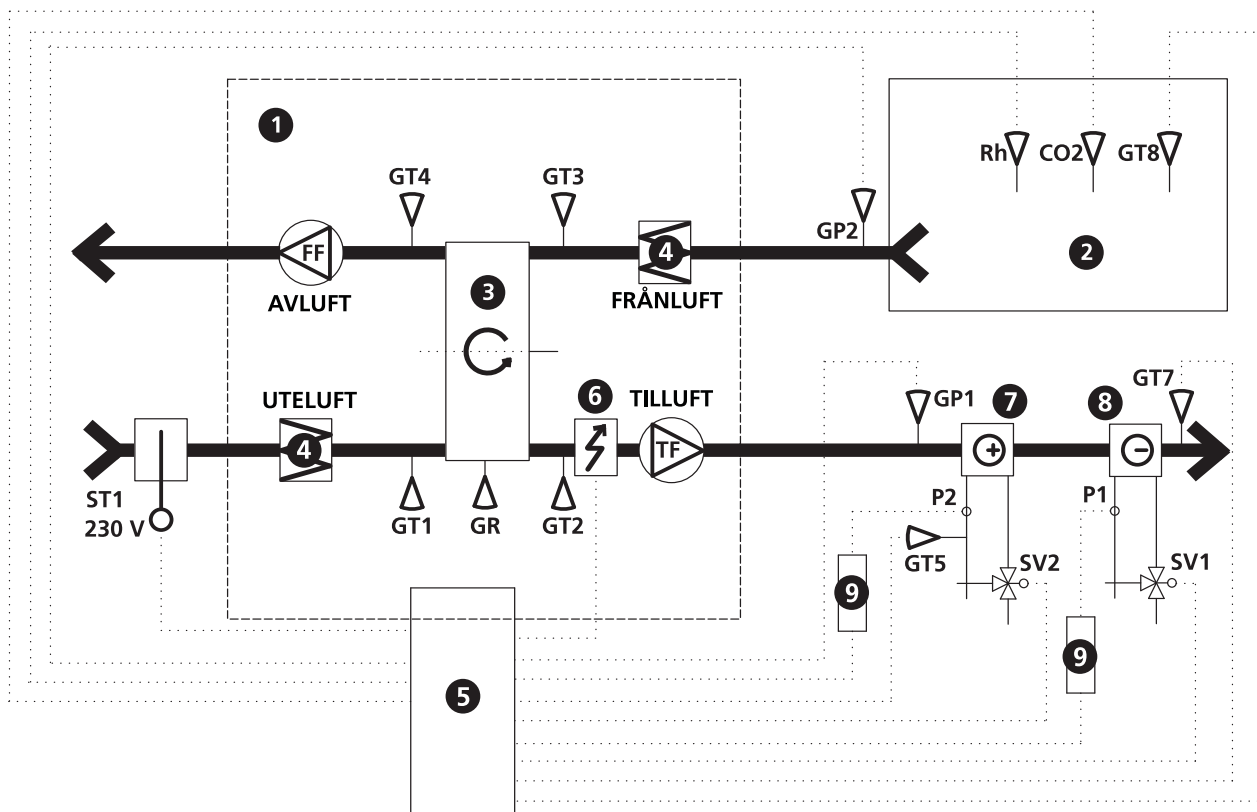 1
Rh
CO2
GT8
GT4
GT3
GP2
FF
4
2
3
AVLUFT
FRÅNLUFT
6
UTELUFT
TILLUFT
GP1
7
8
GT7
4
TF
ST1
230 V
GT1
GR
GT2
P2
P1
GT5
SV2
SV1
9
9
5